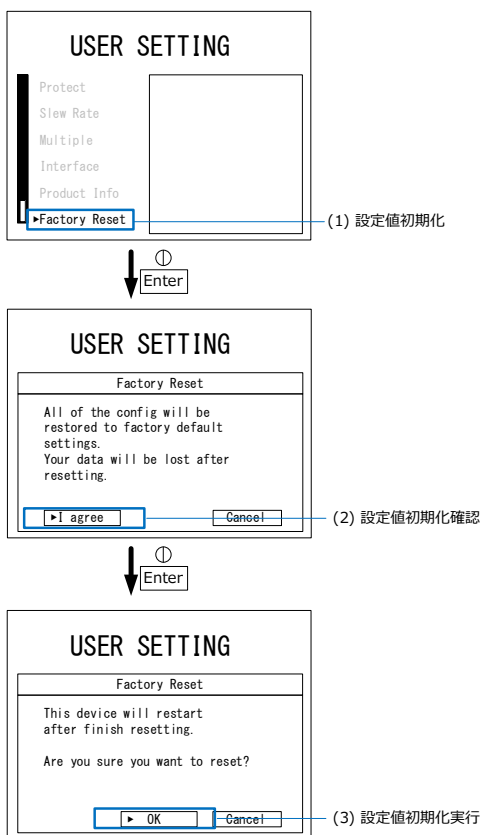 USER SETTING
Protect
Slew Rate
Multiple
Interface
Product Info
▶Factory Reset
(1) 設定値初期化
Enter
USER SETTING
Factory Reset
All of the config will be
restored to factory default
settings.
Your data will be lost after
resetting.
▶I agree
Cancel
(2) 設定値初期化確認
Enter
USER SETTING
Factory Reset
This device will restart
after finish resetting.
Are you sure you want to reset?
▶ OK
Cancel
(3) 設定値初期化実行